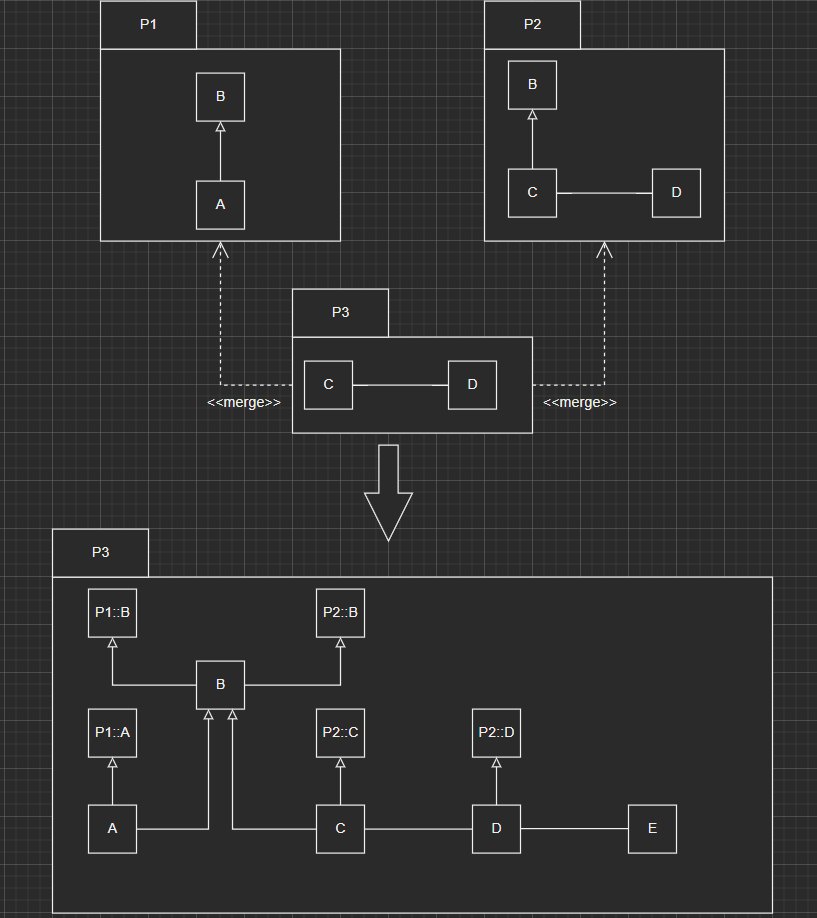 P1
P2
B
B
A
C
D
P3
C
D
<<merge>>
<<merge>>
P3
P1::B
P2::B
B
P1::A
P2::C
P2::D
A
C
D
E